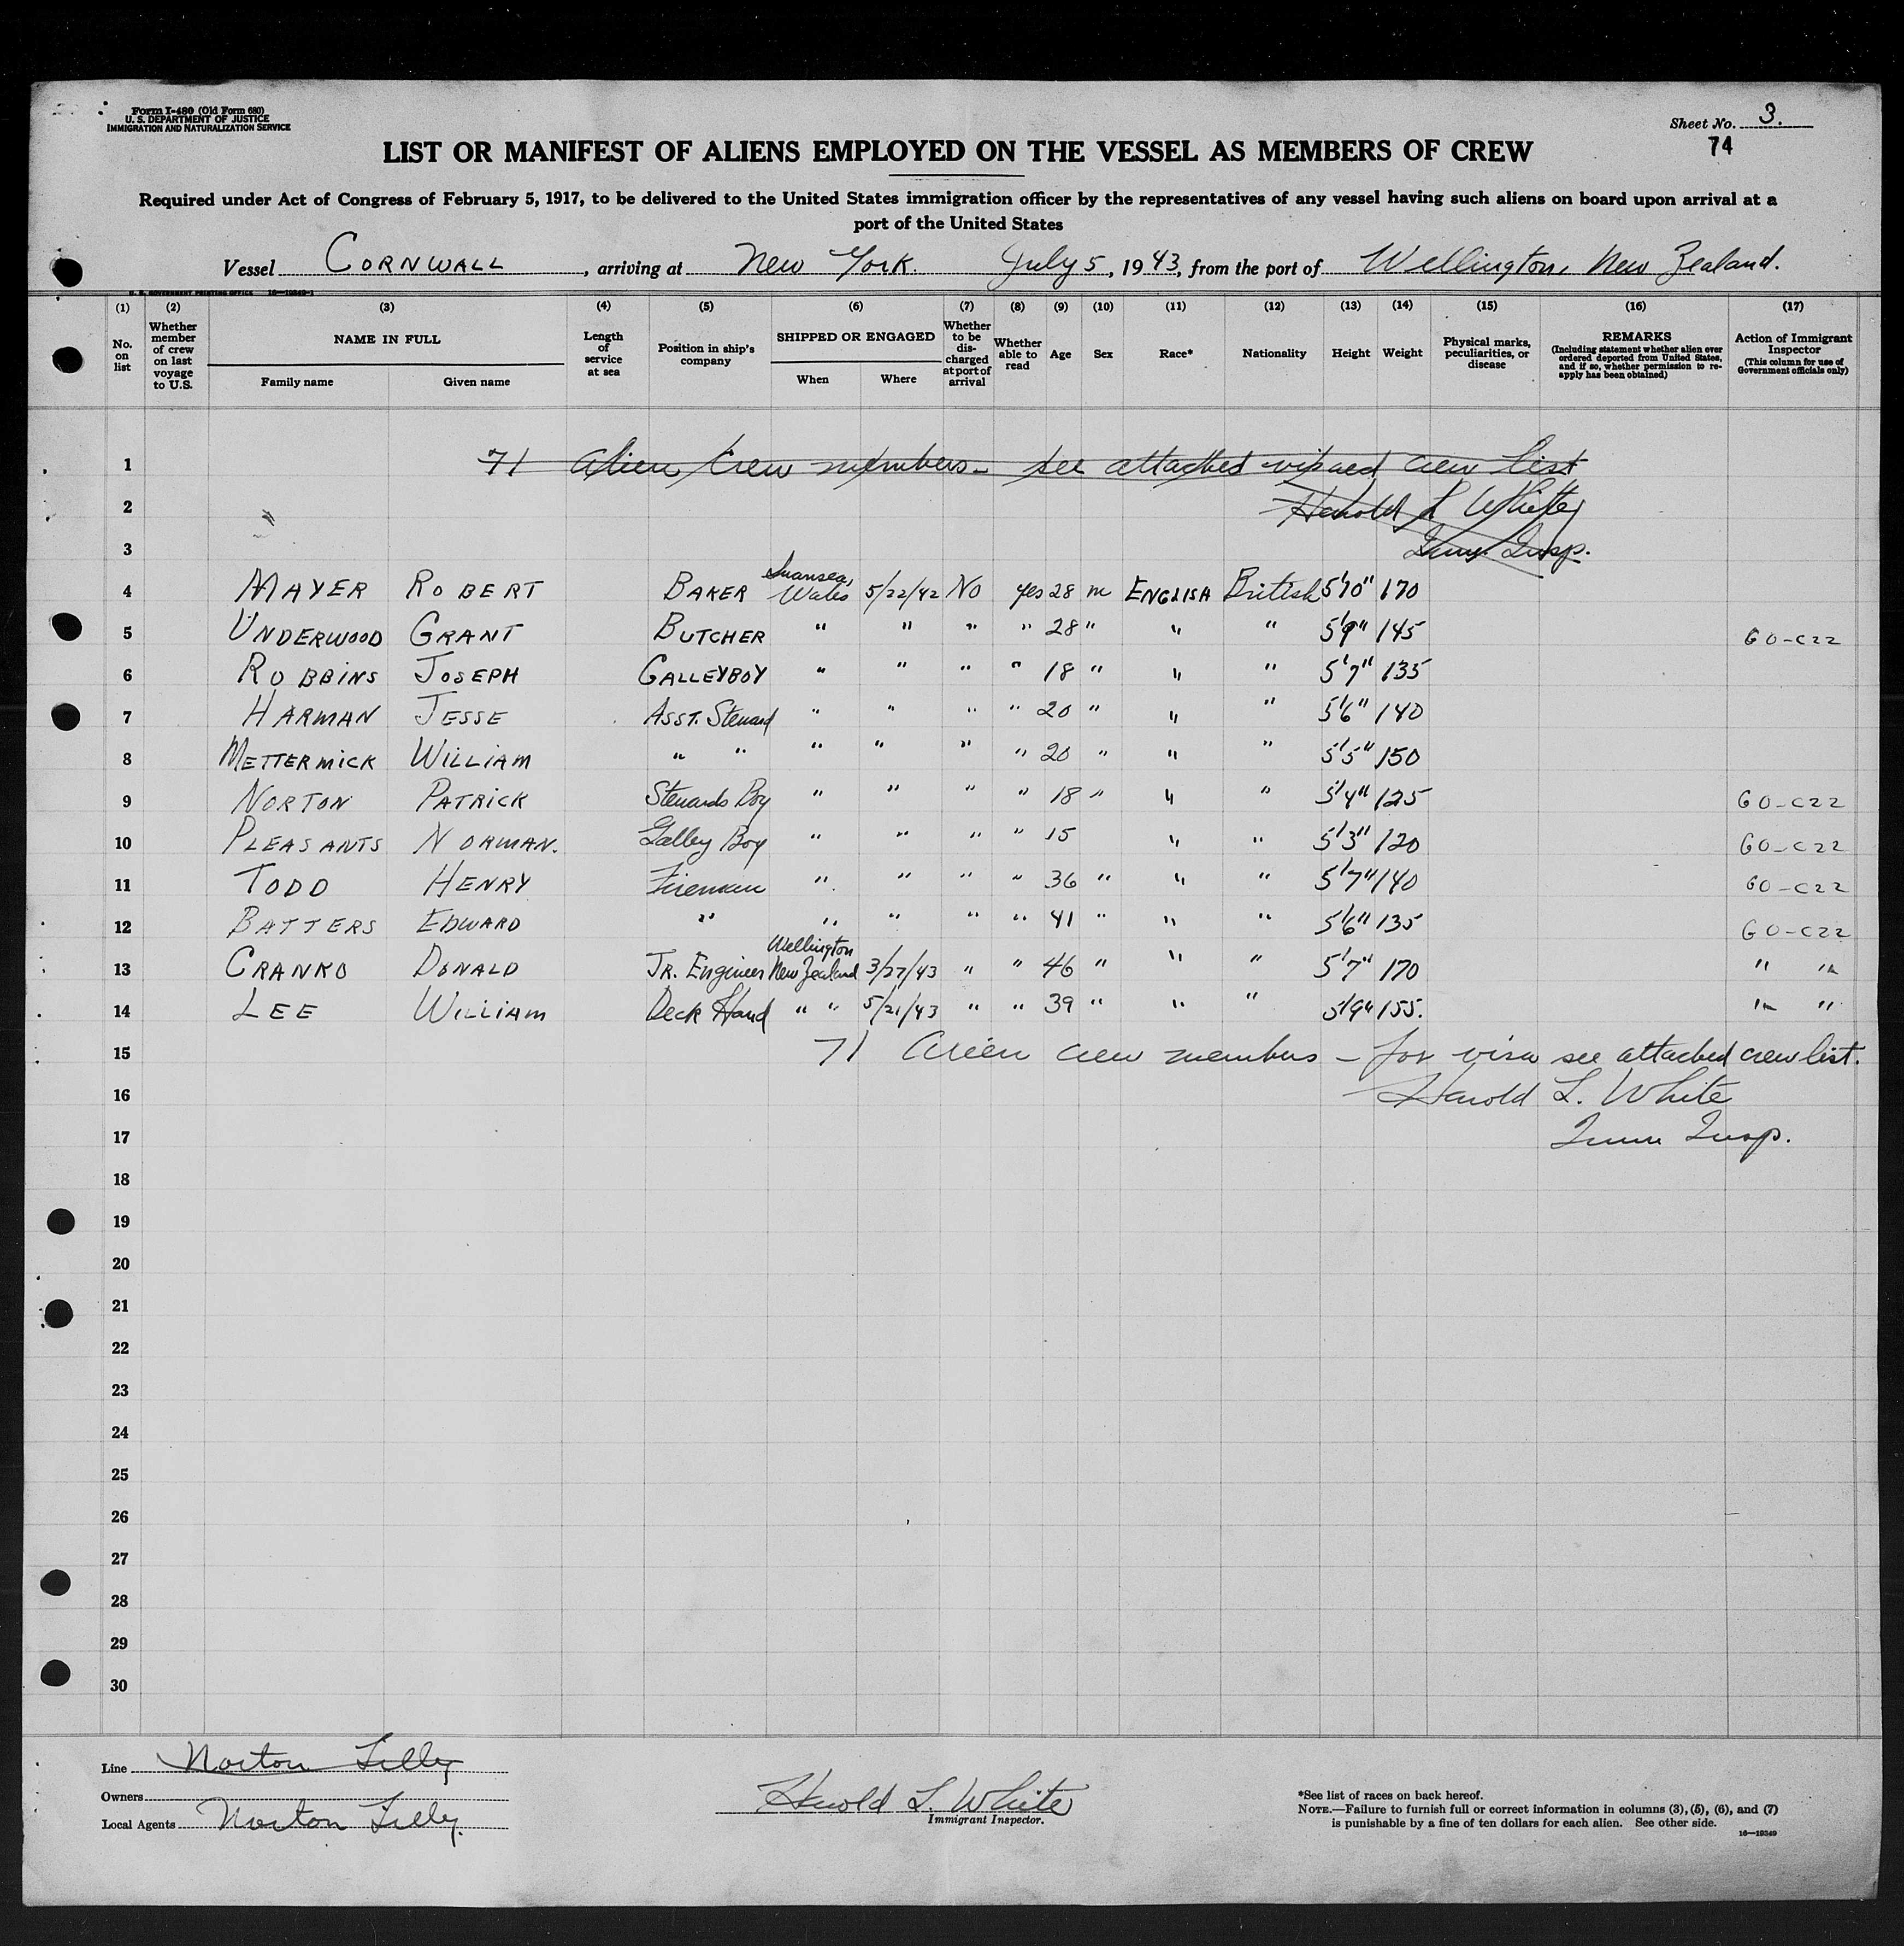 Form I-480 (Old Form 680)
U. S. DEPARTMENT OF JUSTICE
IMMIGRATION AND NATURALIZATION SERVICE
Sheet No. 3.
74
LIST OR MANIFEST OF ALIENS EMPLOYED ON THE VESSEL AS MEMBERS OF CREW
Required under Act of Congress of February 5, 1917, to be delivered to the United States immigration officer by the representatives of any vessel having such aliens on board upon arrival at a
port of the United States
Vessel CORNWALL, arriving at New York. July 5, 1943, from the port of Wellington, New Zealand.
U. S. GOVERNMENT PRINTING OFFICE 16—19349-1
(1) (2) (3) (4) (5) (6) (7) (8) (9) (10) (11) (12) (13) (14) (15) (16) (17)
No. on list
Whether member of crew on last voyage to U.S.
NAME IN FULL
Family name Given name
Length of service at sea
Position in ship's company
SHIPPED OR ENGAGED
When Where
Whether to be discharged at port of arrival
Whether able to read
Age
Sex
Race*
Nationality
Height
Weight
Physical marks, peculiarities, or disease
REMARKS
(Including statement whether alien ever ordered deported from United States, and if so, whether permission to re-apply has been obtained)
Action of Immigrant Inspector
(This column for use of Government officials only)
1 71 alien crew members - see attached visaed crew list
2 Harold L White
3 Imm. Insp.
4 MAYER ROBERT BAKER Swansea, Wales 5/22/42 No yes 28 m ENGLISH British 5'10" 170
5 UNDERWOOD GRANT BUTCHER " " " " 28 " " " 5'9" 145 60-C22
6 ROBBINS JOSEPH GALLEYBOY " " " " 18 " " " 5'7" 135
7 HARMAN JESSE ASST. Steward " " " " 20 " " " 5'6" 140
8 METTERMICK WILLIAM " " " " " " 20 " " " 5'5" 150
9 NORTON PATRICK Stewards Boy " " " " 18 " " " 5'4" 125 60-C22
10 PLEASANTS NORMAN. Galley Boy " " " " 15 " " 5'3" 120 60-C22
11 TODD HENRY Fireman " " " " 36 " " " 5'7" 140 60-C22
12 BATTERS EDWARD " " " " " 41 " " " 5'6" 135 60-C22
13 CRANKO DONALD JR. Engineer Wellington New Zealand 3/27/43 " " 46 " " " 5'7" 170 " "
14 LEE WILLIAM Deck Hand " " 5/21/43 " " 39 " " " 5'9" 155. " "
15 71 alien crew members - for visa see attached crew list.
16 Harold L. White
17 Imm Insp.
18
19
20
21
22
23
24
25
26
27
28
29
30
Line Norton Lilly
Owners
Local Agents Norton Lilly.
Harold L. White
Immigrant Inspector.
*See list of races on back hereof.
NOTE.—Failure to furnish full or correct information in columns (3), (5), (6), and (7)
is punishable by a fine of ten dollars for each alien. See other side.
16—19349